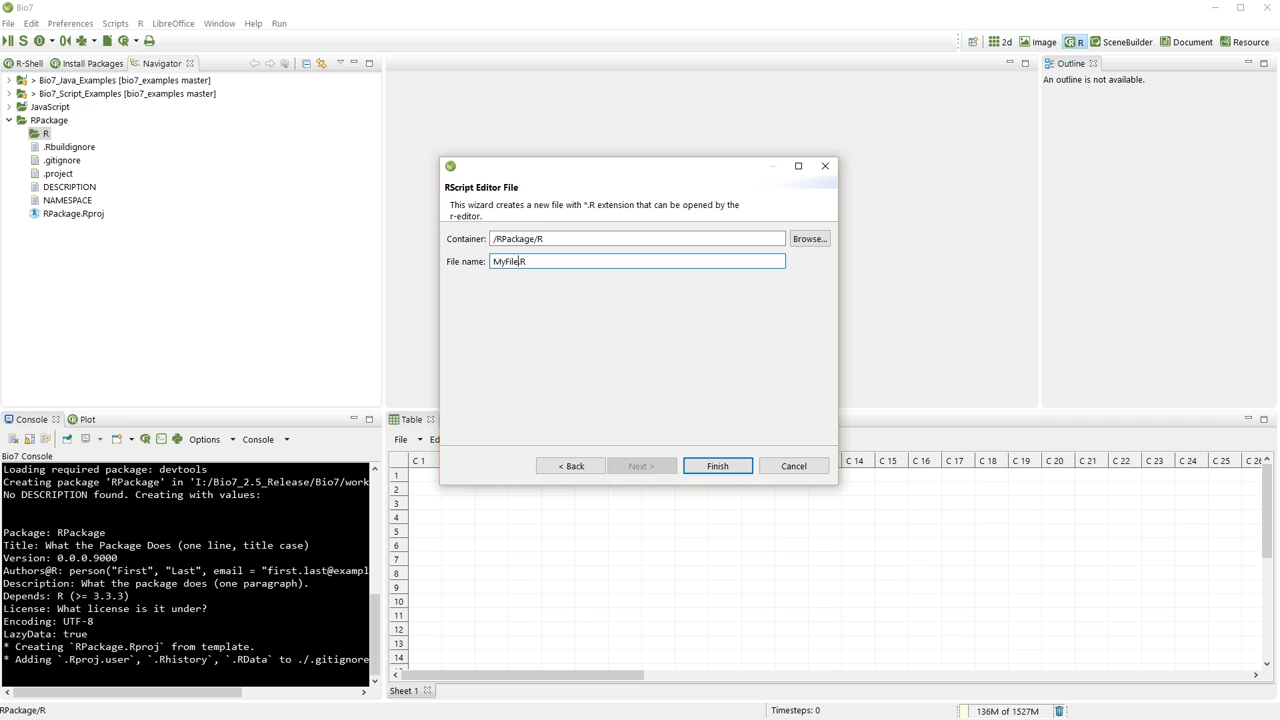 Bio7
File Edit Preferences Scripts R LibreOffice Window Help Run
2d Image R SceneBuilder Document Resource
R-Shell Install Packages Navigator
Outline
> Bio7_Java_Examples [bio7_examples master]
> Bio7_Script_Examples [bio7_examples master]
JavaScript
RPackage
R
.Rbuildignore
.gitignore
.project
DESCRIPTION
NAMESPACE
RPackage.Rproj
An outline is not available.
RScript Editor File
This wizard creates a new file with *.R extension that can be opened by the
r-editor.
Container: /RPackage/R Browse...
File name: MyFile.R
< Back Next > Finish Cancel
Console Plot
Options Console
Bio7 Console
Loading required package: devtools
Creating package 'RPackage' in 'I:/Bio7_2.5_Release/Bio7/work
No DESCRIPTION found. Creating with values:
Package: RPackage
Title: What the Package Does (one line, title case)
Version: 0.0.0.9000
Authors@R: person("First", "Last", email = "first.last@exampl
Description: What the package does (one paragraph).
Depends: R (>= 3.3.3)
License: What license is it under?
Encoding: UTF-8
LazyData: true
* Creating `RPackage.Rproj` from template.
* Adding `.Rproj.user`, `.Rhistory`, `.RData` to ./.gitignore
Table
File Ed
C 1 C 14 C 15 C 16 C 17 C 18 C 19 C 20 C 21 C 22 C 23 C 24 C 25 C 26
1
2
3
4
5
6
7
8
9
10
11
12
13
14
Sheet 1
RPackage/R
Timesteps: 0
136M of 1527M